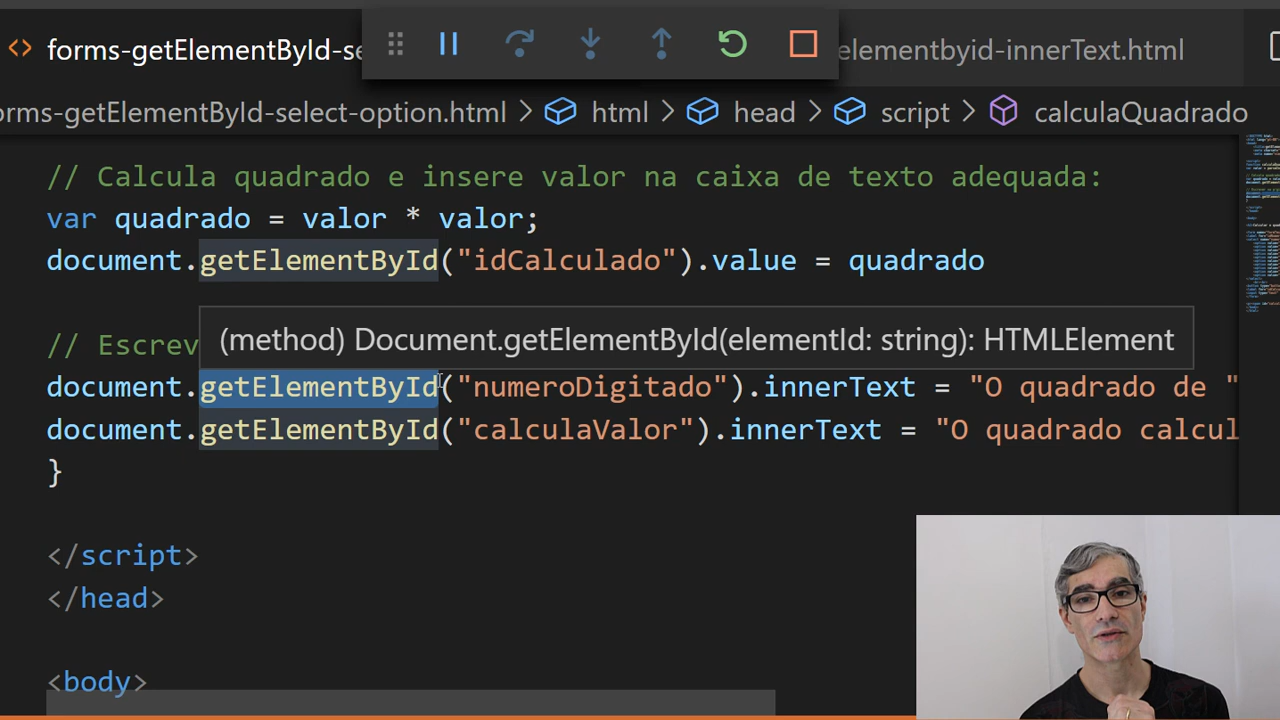 forms-getElementById-se
elementbyid-innerText.html
orms-getElementById-select-option.html > html > head > script > calculaQuadrado
// Calcula quadrado e insere valor na caixa de texto adequada:
var quadrado = valor * valor;
document.getElementById("idCalculado").value = quadrado
(method) Document.getElementById(elementId: string): HTMLElement
// Escrev
document.getElementById("numeroDigitado").innerText = "O quadrado de "
document.getElementById("calculaValor").innerText = "O quadrado calcul
}
</script>
</head>
<body>